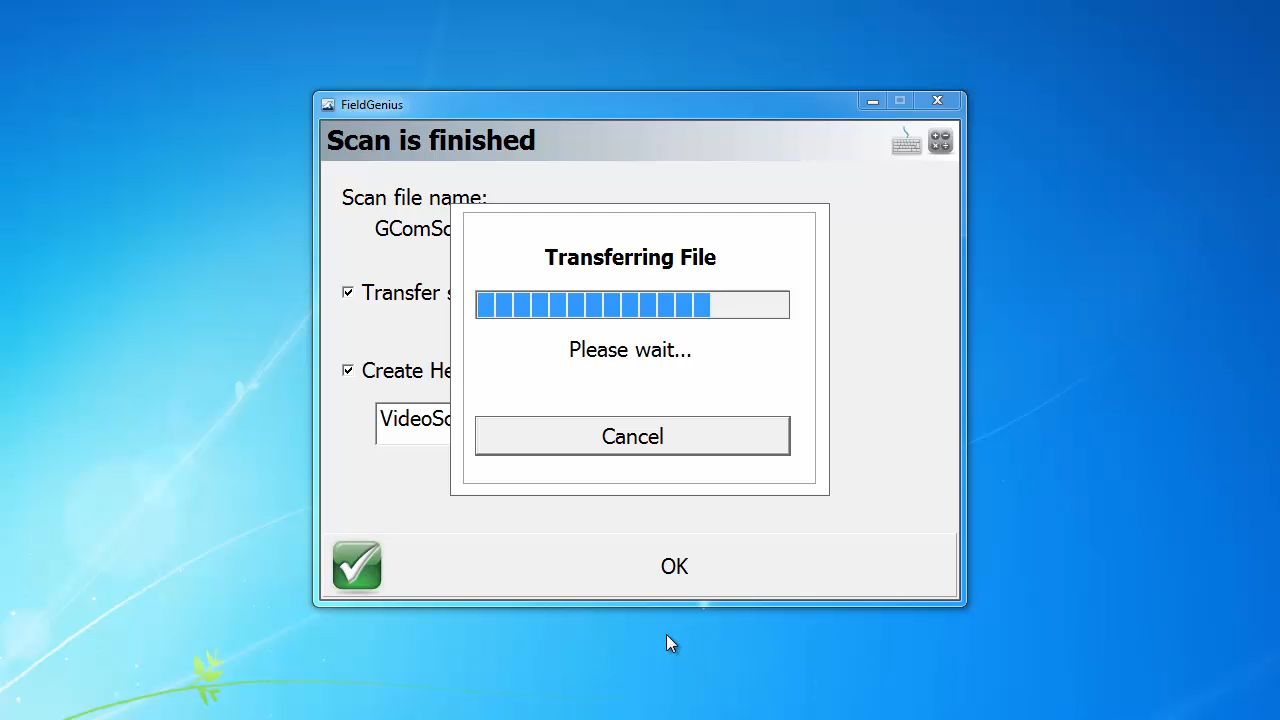 FieldGenius
Scan is finished
Scan file name:
GComSc
Transfer
Transferring File
Please wait...
Create He
VideoSc
Cancel
OK